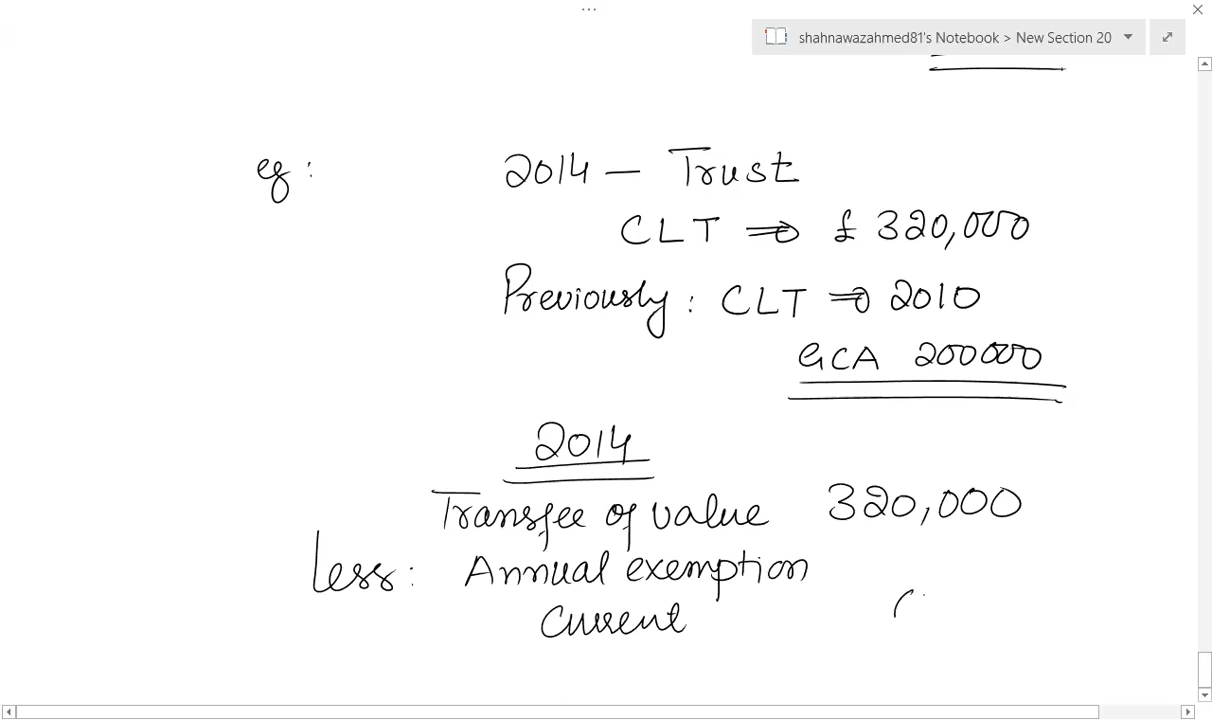 ...
shahnawazahmed81's Notebook > New Section 20
eg: 2014 — Trust
CLT ⇒ £ 320,000
Previously: CLT ⇒ 2010
GCA 200000
2014
Transfee of value 320,000
Less: Annual exemption
Current (